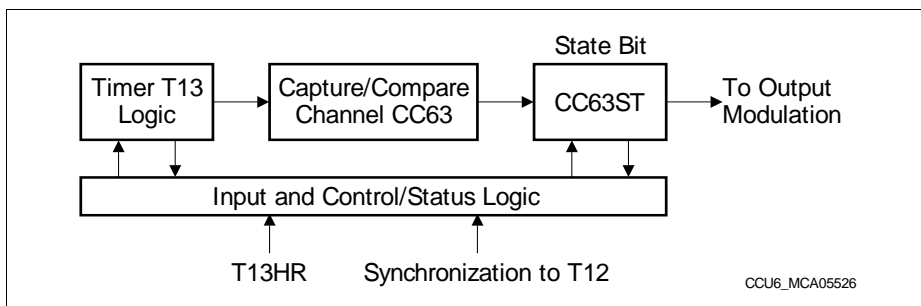 State Bit
Timer T13
Logic
Capture/Compare
Channel CC63
CC63ST
To Output
Modulation
Input and Control/Status Logic
T13HR
Synchronization to T12
CCU6_MCA05526